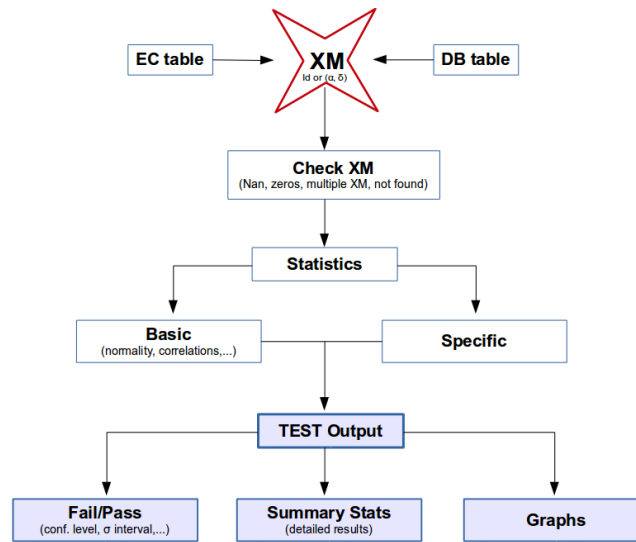 EC table
XM
Id or (α, δ)
DB table
Check XM
(Nan, zeros, multiple XM, not found)
Statistics
Basic
(normality, correlations,...)
Specific
TEST Output
Fail/Pass
(conf. level, σ interval,...)
Summary Stats
(detailed results)
Graphs